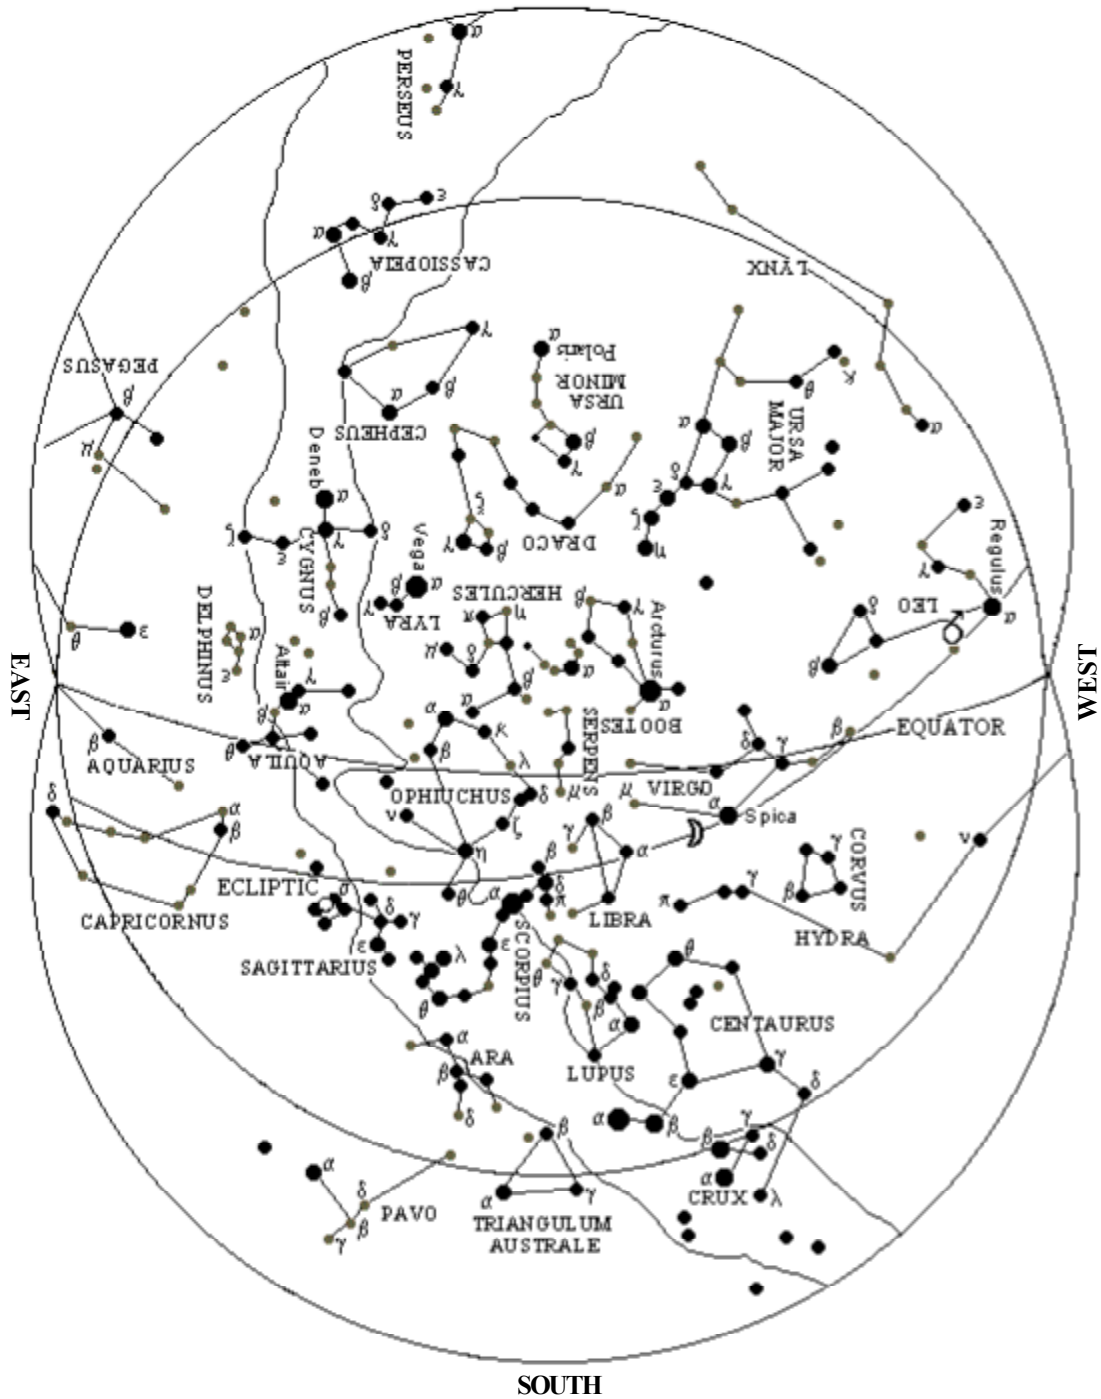 PERSEUS
α
γ
ε
δ
α
γ
CASSIOPEIA
β
LYNX
PEGASUS
β
μ
γ
α
Polaris
URSA
MINOR
β
γ
α
β
CEPHEUS
θ
κ
URSA
MAJOR
α
β
α
δ
γ
ε
ζ
η
Deneb
α
ζ
ε
γ
δ
CYGNUS
β
ζ
γ
β
α
DRACO
ε
Regulus
γ
α
LEO
δ
β
Vega
β
α
γ
LYRA
HERCULES
π
η
μ
δ
β
α
β
γ
Arcturus
α
α
BOOTES
DELPHINUS
α
ε
θ
ε
EAST
WEST
Altair
γ
α
β
θ
AQUILA
α
β
κ
λ
SERPENS
μ
EQUATOR
β
AQUARIUS
δ
γ
β
VIRGO
μ
α
Spica
OPHIUCHUS
δ
ν
ζ
η
θ
β
γ
α
LIBRA
δ
α
β
CAPRICORNUS
ECLIPTIC
σ
δ
γ
ε
SAGITTARIUS
λ
θ
β
δ
π
α
ε
SCORPIUS
π
γ
HYDRA
ν
γ
β
CORVUS
θ
γ
δ
β
α
LUPUS
θ
CENTAURUS
ε
γ
δ
α
β
α
ARA
β
δ
β
α
γ
TRIANGULUM
AUSTRALE
β
γ
δ
α
CRUX
λ
α
δ
β
γ
PAVO
SOUTH